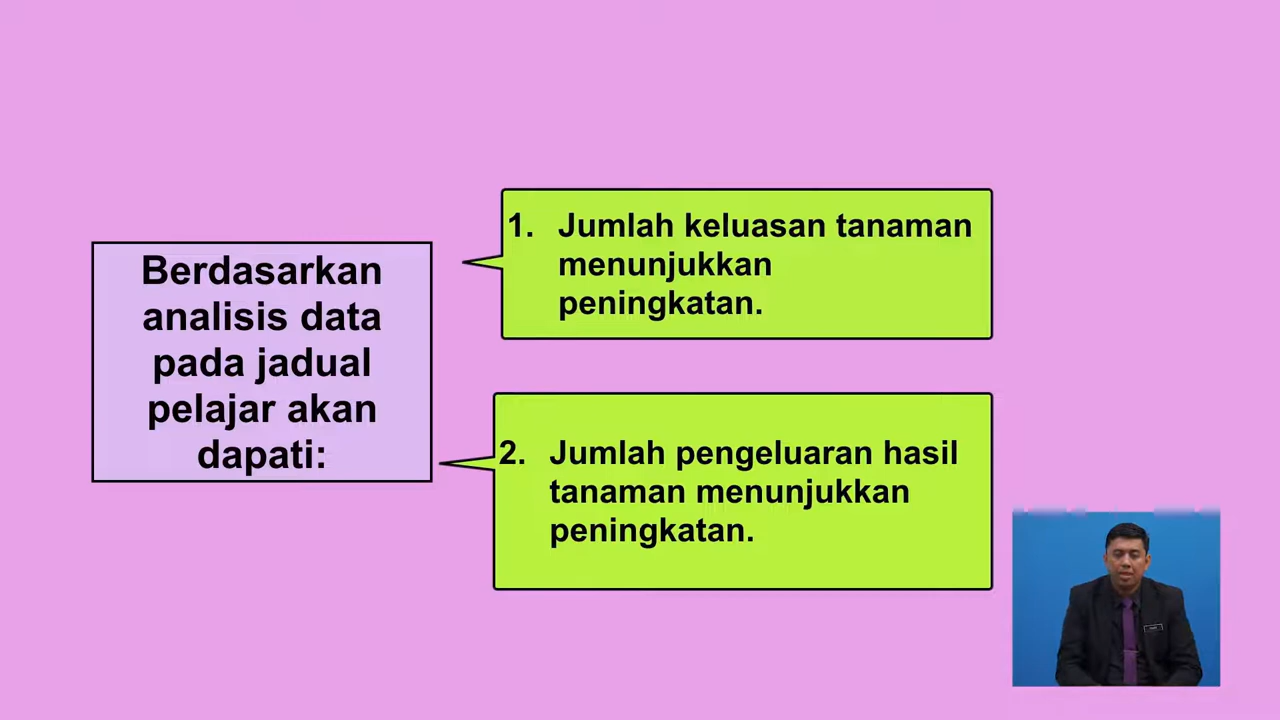 Berdasarkan
analisis data
pada jadual
pelajar akan
dapati:
1. Jumlah keluasan tanaman
menunjukkan
peningkatan.
2. Jumlah pengeluaran hasil
tanaman menunjukkan
peningkatan.